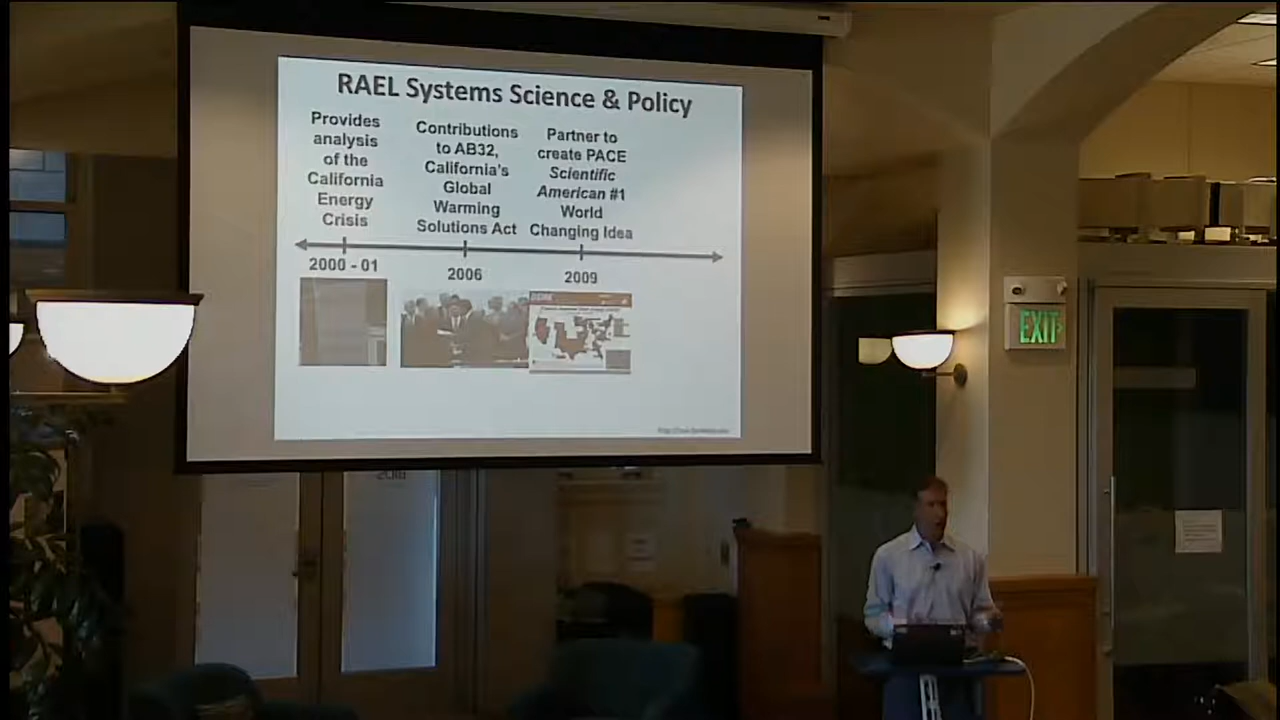 RAEL Systems Science & Policy
Provides
analysis
of the
California
Energy
Crisis
Contributions
to AB32,
California's
Global
Warming
Solutions Act
Partner to
create PACE
Scientific
American #1
World
Changing Idea
2000 - 01
2006
2009
EXIT